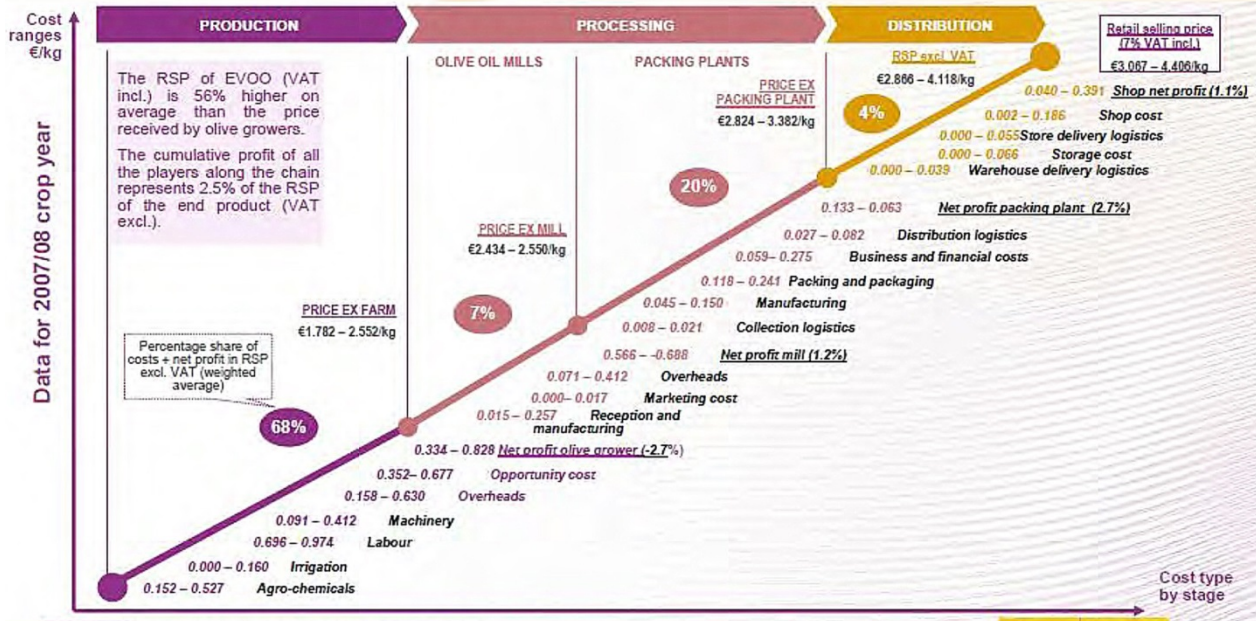 Cost
ranges
€/kg
PRODUCTION
PROCESSING
DISTRIBUTION
Retail selling price
(7% VAT incl.)
€3.067 – 4.406/kg
OLIVE OIL MILLS
PACKING PLANTS
RSP excl. VAT
€2.866 – 4.118/kg
The RSP of EVOO (VAT
incl.) is 56% higher on
average than the price
received by olive growers.
The cumulative profit of all
the players along the chain
represents 2.5% of the RSP
of the end product (VAT
excl.).
PRICE EX
PACKING PLANT
€2.824 – 3.382/kg
4%
0.040 – 0.391 Shop net profit (1.1%)
0.002 – 0.186 Shop cost
0.000 – 0.055 Store delivery logistics
0.000 – 0.066 Storage cost
0.000 – 0.039 Warehouse delivery logistics
20%
0.133 – 0.063 Net profit packing plant (2.7%)
PRICE EX MILL
€2.434 – 2.550/kg
0.027 – 0.082 Distribution logistics
0.059– 0.275 Business and financial costs
0.118 – 0.241 Packing and packaging
0.045 – 0.150 Manufacturing
0.008 – 0.021 Collection logistics
7%
PRICE EX FARM
€1.782 – 2.552/kg
0.566 – -0.688 Net profit mill (1.2%)
0.071 – 0.412 Overheads
0.000– 0.017 Marketing cost
0.015 – 0.257 Reception and
manufacturing
Percentage share of
costs + net profit in RSP
excl. VAT (weighted
average)
68%
0.334 – 0.828 Net profit olive grower (-2.7%)
0.352– 0.677 Opportunity cost
0.158 – 0.630 Overheads
0.091 – 0.412 Machinery
0.696 – 0.974 Labour
0.000 – 0.160 Irrigation
0.152 – 0.527 Agro-chemicals
Data for 2007/08 crop year
Cost type
by stage